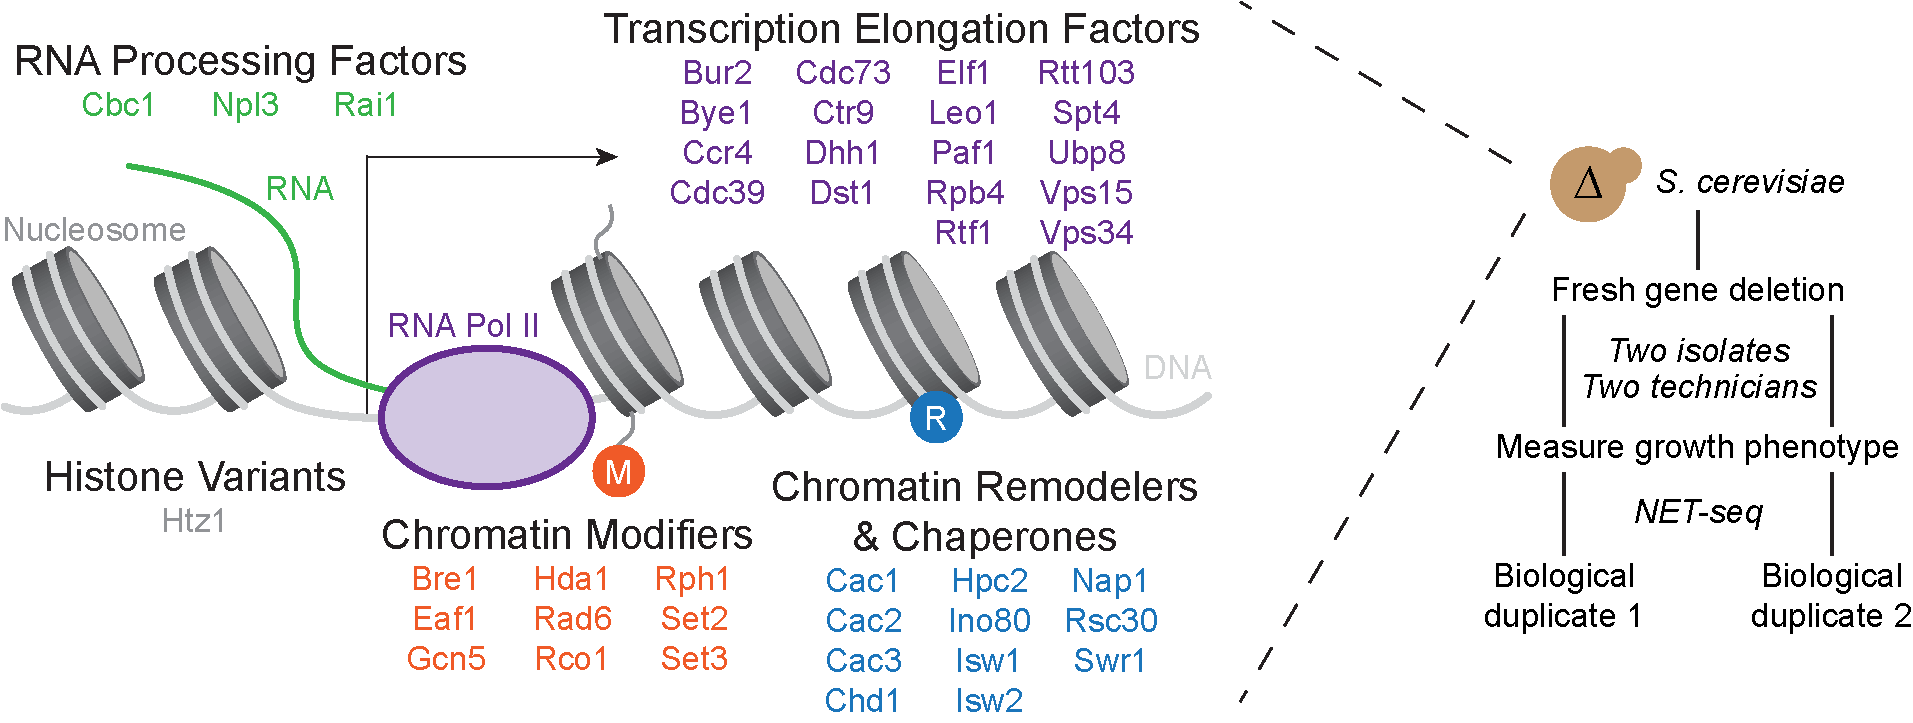 RNA Processing Factors
Cbc1 Npl3 Rai1
Transcription Elongation Factors
Bur2 Cdc73 Elf1 Rtt103
Bye1 Ctr9 Leo1 Spt4
Ccr4 Dhh1 Paf1 Ubp8
Cdc39 Dst1 Rpb4 Vps15
Rtf1 Vps34
RNA
Nucleosome
RNA Pol II
DNA
R
M
Histone Variants
Htz1
Chromatin Modifiers
Bre1 Hda1 Rph1
Eaf1 Rad6 Set2
Gcn5 Rco1 Set3
Chromatin Remodelers
& Chaperones
Cac1 Hpc2 Nap1
Cac2 Ino80 Rsc30
Cac3 Isw1 Swr1
Chd1 Isw2
Δ
S. cerevisiae
Fresh gene deletion
Two isolates
Two technicians
Measure growth phenotype
NET-seq
Biological
duplicate 1
Biological
duplicate 2